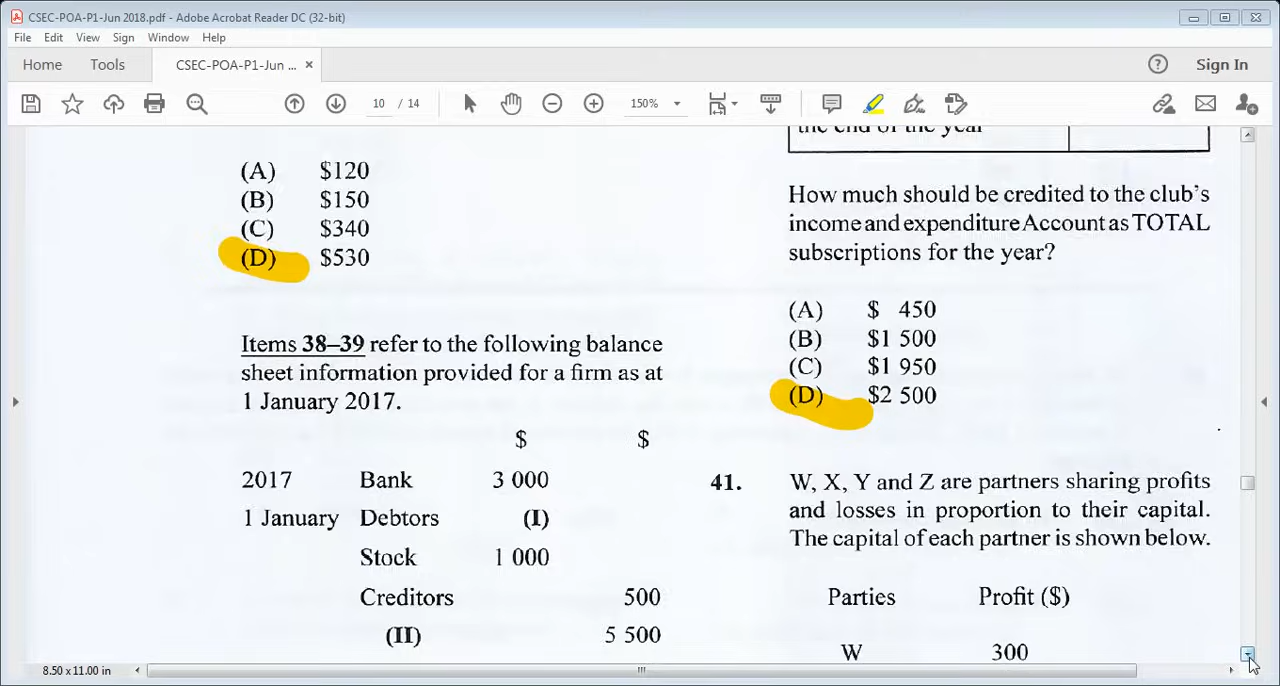 CSEC-POA-P1-Jun 2018.pdf - Adobe Acrobat Reader DC (32-bit)
File Edit View Sign Window Help
Home Tools CSEC-POA-P1-Jun ... × Sign In
10 / 14 150%
(A) $120
(B) $150
(C) $340
(D) $530
Items 38–39 refer to the following balance
sheet information provided for a firm as at
1 January 2017.
$ $
2017 Bank 3 000
1 January Debtors (I)
Stock 1 000
Creditors 500
(II) 5 500
the end of the year
How much should be credited to the club's
income and expenditure Account as TOTAL
subscriptions for the year?
(A) $ 450
(B) $1 500
(C) $1 950
(D) $2 500
41. W, X, Y and Z are partners sharing profits
and losses in proportion to their capital.
The capital of each partner is shown below.
Parties Profit ($)
W 300
8.50 x 11.00 in